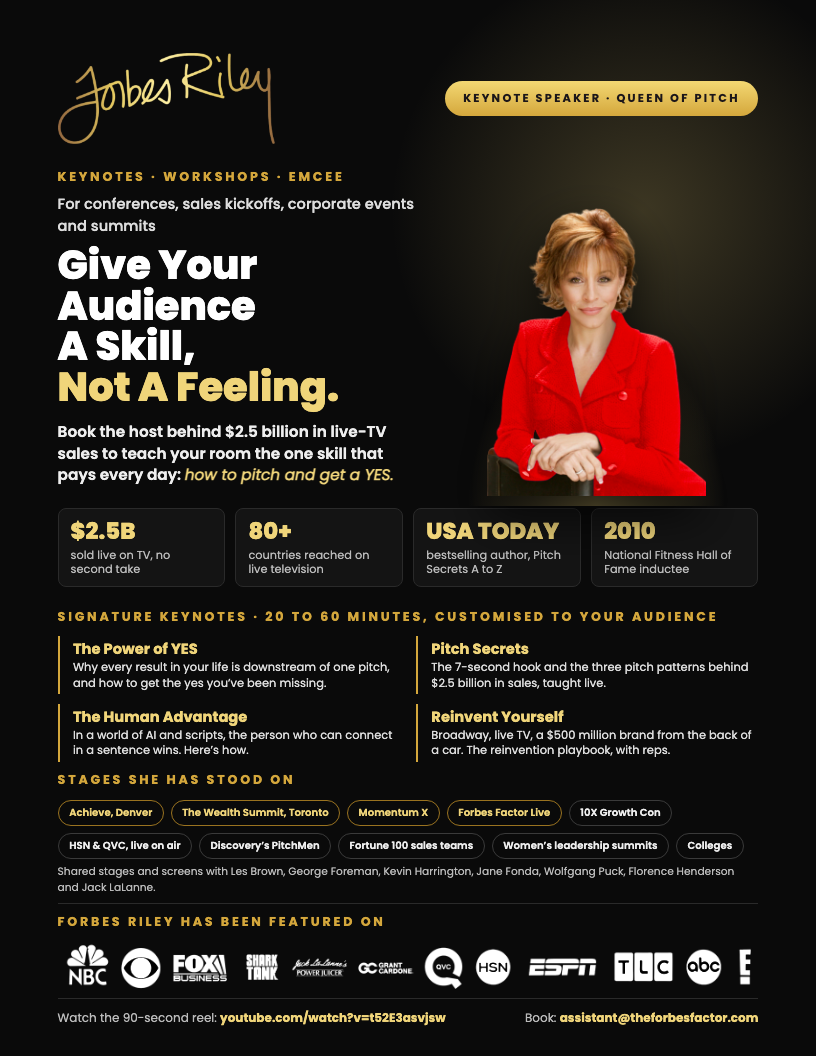 Forbes Riley
KEYNOTE SPEAKER · QUEEN OF PITCH
KEYNOTES · WORKSHOPS · EMCEE
For conferences, sales kickoffs, corporate events
and summits
Give Your
Audience
A Skill,
Not A Feeling.
Book the host behind $2.5 billion in live-TV
sales to teach your room the one skill that
pays every day: how to pitch and get a YES.
$2.5B
sold live on TV, no
second take
80+
countries reached on
live television
USA TODAY
bestselling author, Pitch
Secrets A to Z
2010
National Fitness Hall of
Fame inductee
SIGNATURE KEYNOTES · 20 TO 60 MINUTES, CUSTOMISED TO YOUR AUDIENCE
The Power of YES
Why every result in your life is downstream of one pitch,
and how to get the yes you've been missing.
Pitch Secrets
The 7-second hook and the three pitch patterns behind
$2.5 billion in sales, taught live.
The Human Advantage
In a world of AI and scripts, the person who can connect
in a sentence wins. Here's how.
Reinvent Yourself
Broadway, live TV, a $500 million brand from the back of
a car. The reinvention playbook, with reps.
STAGES SHE HAS STOOD ON
Achieve, Denver
The Wealth Summit, Toronto
Momentum X
Forbes Factor Live
10X Growth Con
HSN & QVC, live on air
Discovery's PitchMen
Fortune 100 sales teams
Women's leadership summits
Colleges
Shared stages and screens with Les Brown, George Foreman, Kevin Harrington, Jane Fonda, Wolfgang Puck, Florence Henderson
and Jack LaLanne.
FORBES RILEY HAS BEEN FEATURED ON
NBC
FOX
BUSINESS
SHARK
TANK
Jack LaLanne's
POWER JUICER
GC GRANT
CARDONE
QVC
HSN
ESPN
TLC
abc
E
Watch the 90-second reel: youtube.com/watch?v=t52E3asvjsw
Book: assistant@theforbesfactor.com